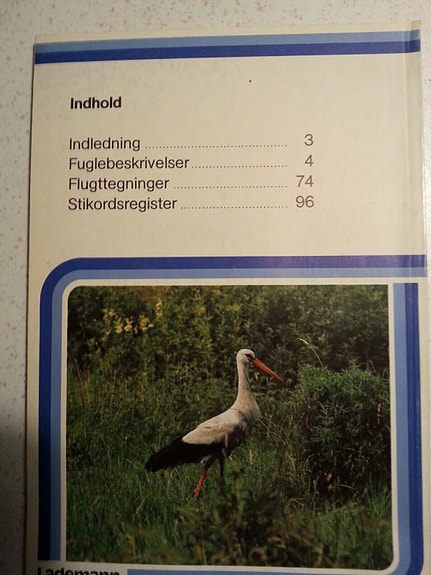 Indhold
Indledning ........................................ 3
Fuglebeskrivelser............................ 4
Flugttegninger ................................. 74
Stikordsregister ............................... 96
Lademann